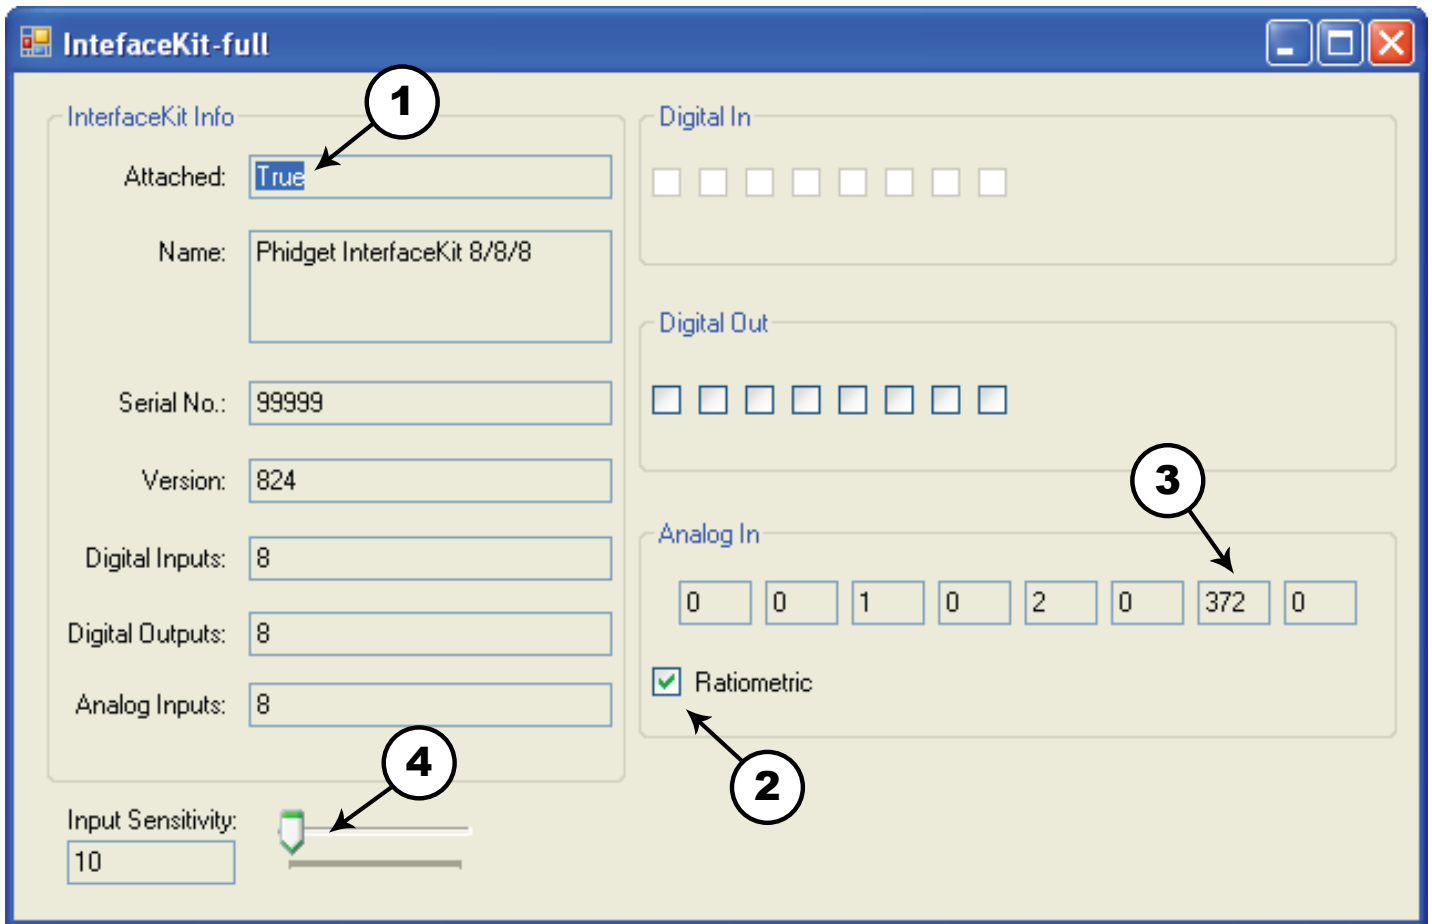 IntefaceKit-full
1
InterfaceKit Info
Attached: True
Name: Phidget InterfaceKit 8/8/8
Serial No.: 99999
Version: 824
Digital Inputs: 8
Digital Outputs: 8
Analog Inputs: 8
4
Input Sensitivity:
10
Digital In
Digital Out
3
Analog In
0 0 1 0 2 0 372 0
Ratiometric
2